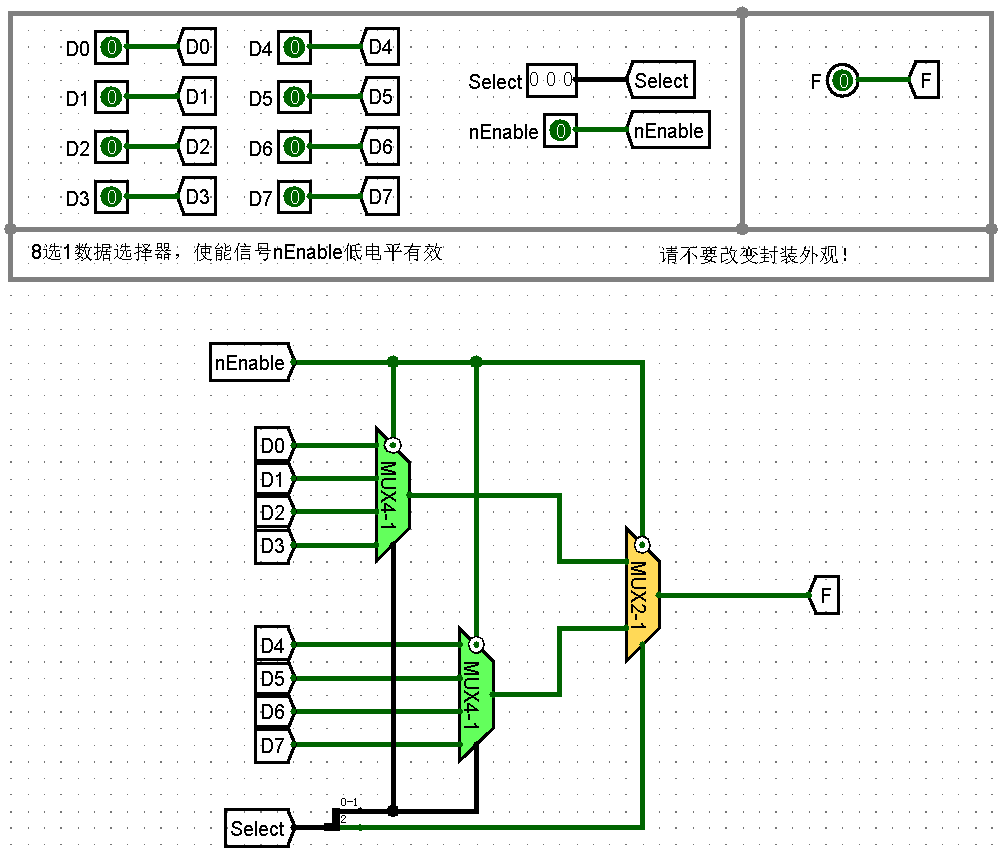 D0 0 D0 D4 0 D4
D1 0 D1 D5 0 D5
D2 0 D2 D6 0 D6
D3 0 D3 D7 0 D7
Select 0 0 0 Select
nEnable 0 nEnable
F 0 F
8选1数据选择器，使能信号nEnable低电平有效
请不要改变封装外观！
nEnable
D0
D1
D2
D3
MUX4-1
MUX2-1
F
D4
D5
D6
D7
MUX4-1
0-1
2
Select